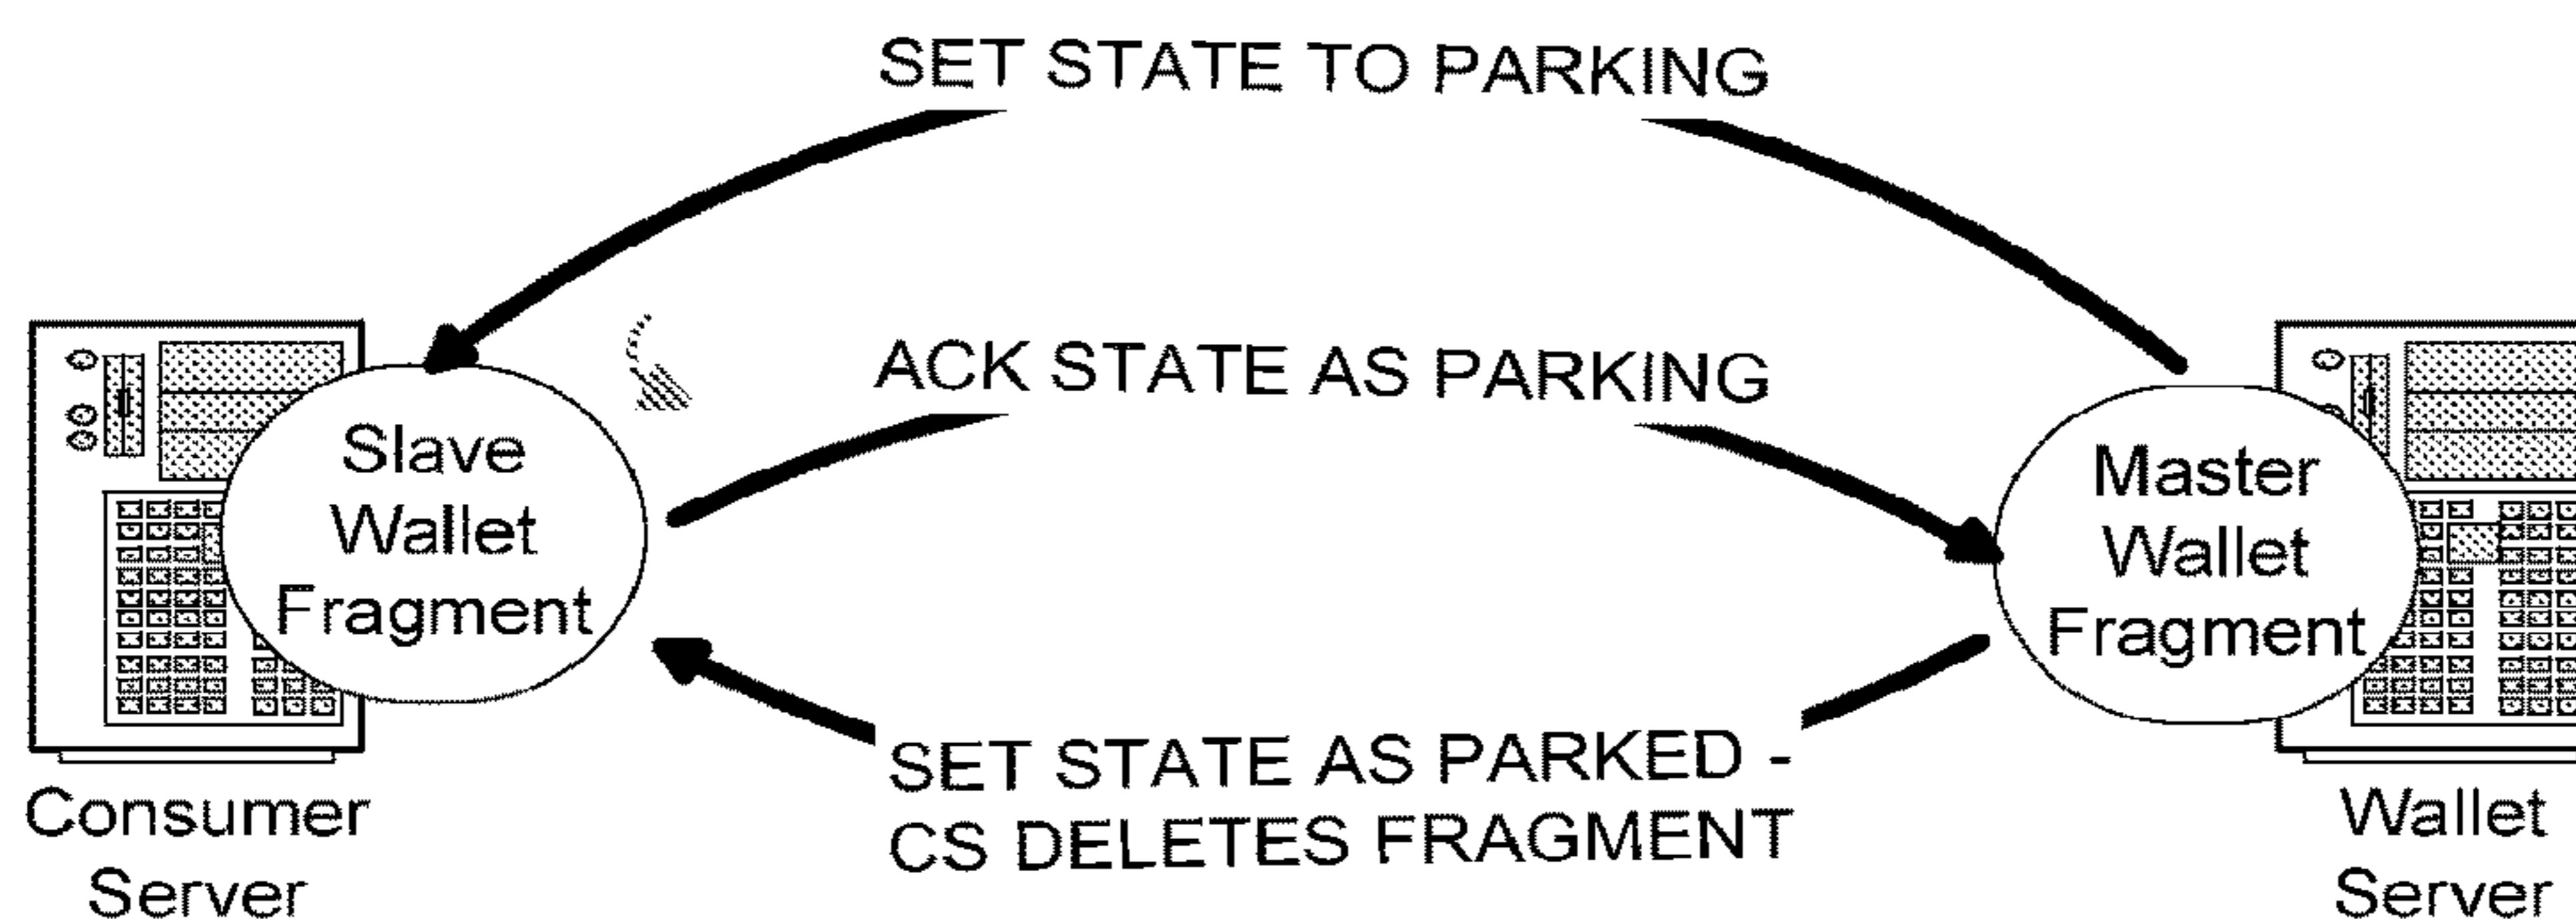 SET STATE TO PARKING
ACK STATE AS PARKING
Slave
Wallet
Fragment
Master
Wallet
Fragment
SET STATE AS PARKED -
CS DELETES FRAGMENT
Consumer
Server
Wallet
Server